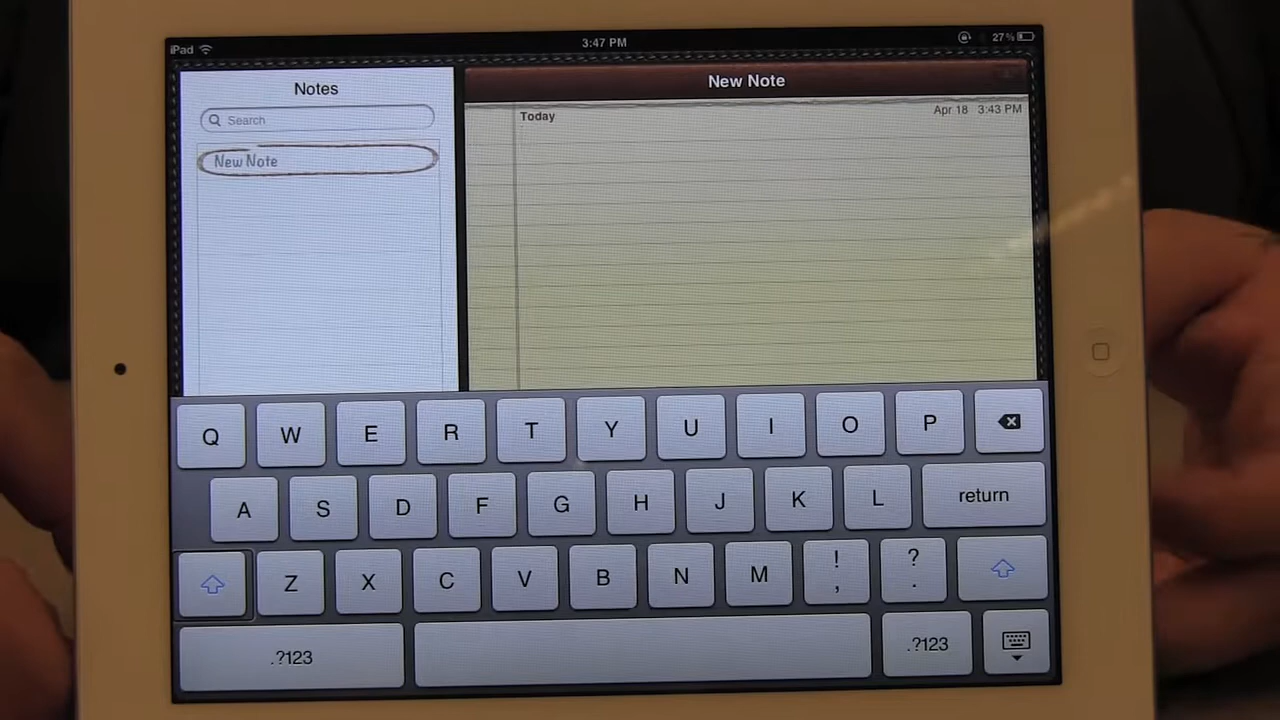 iPad 3:47 PM 27%
Notes
New Note
Search
Today Apr 18 3:43 PM
New Note
Q W E R T Y U I O P
A S D F G H J K L return
Z X C V B N M ! , ? .
.?123 .?123